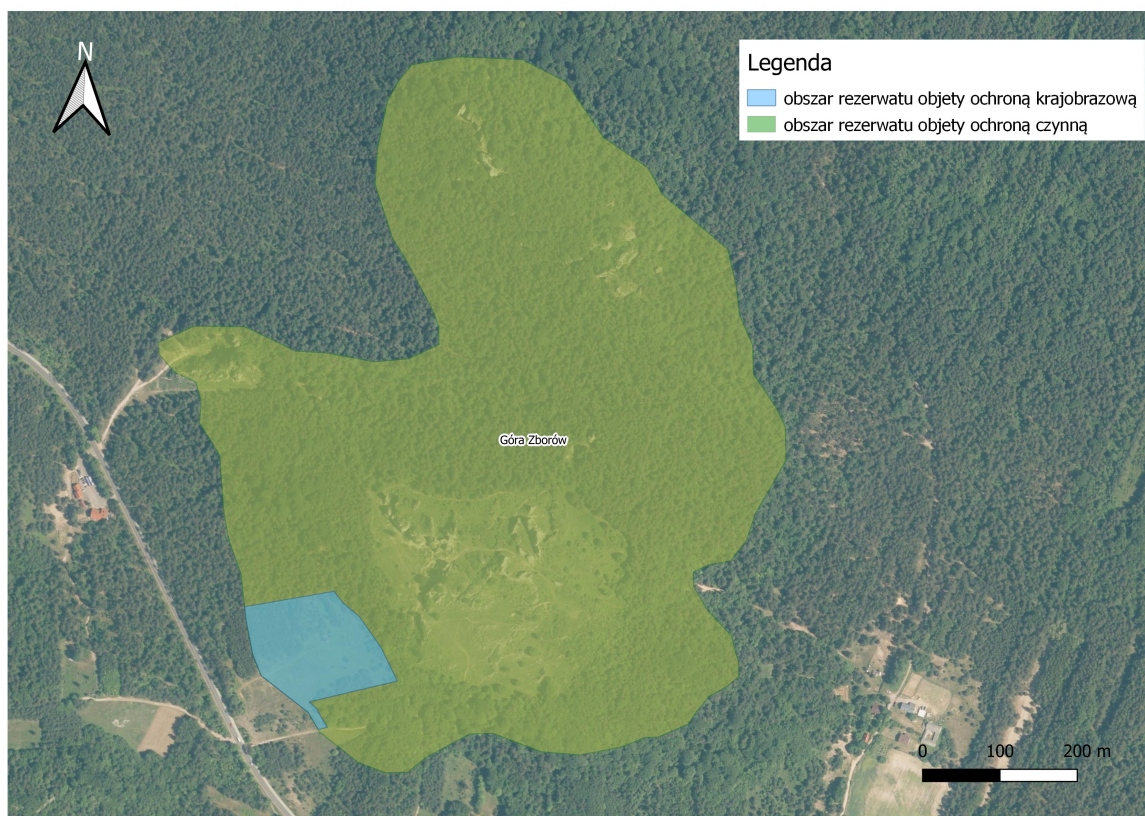 N
Legenda
obszar rezerwatu objęty ochroną krajobrazową
obszar rezerwatu objęty ochroną czynną
Góra Zborów
0 100 200 m